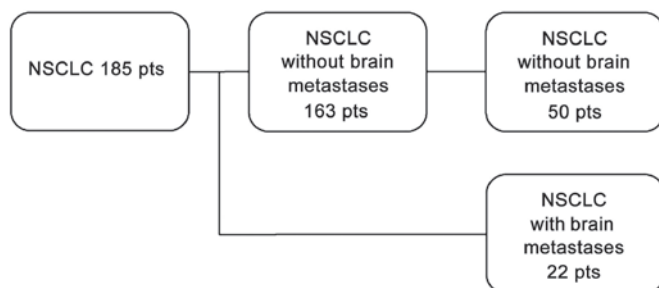 NSCLC 185 pts
NSCLC
without brain
metastases
163 pts
NSCLC
without brain
metastases
50 pts
NSCLC
with brain
metastases
22 pts